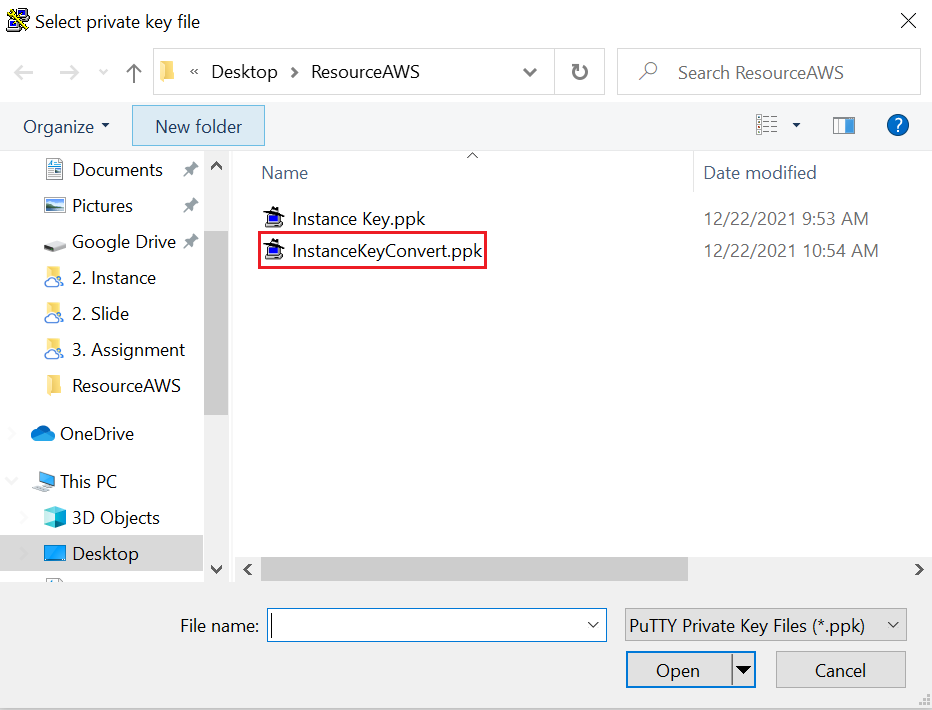 Select private key file
« Desktop > ResourceAWS
Search ResourceAWS
Organize
New folder
?
Documents
Pictures
Google Drive
2. Instance
2. Slide
3. Assignment
ResourceAWS
OneDrive
This PC
3D Objects
Desktop
Name Date modified
Instance Key.ppk 12/22/2021 9:53 AM
InstanceKeyConvert.ppk 12/22/2021 10:54 AM
File name:
PuTTY Private Key Files (*.ppk)
Open
Cancel